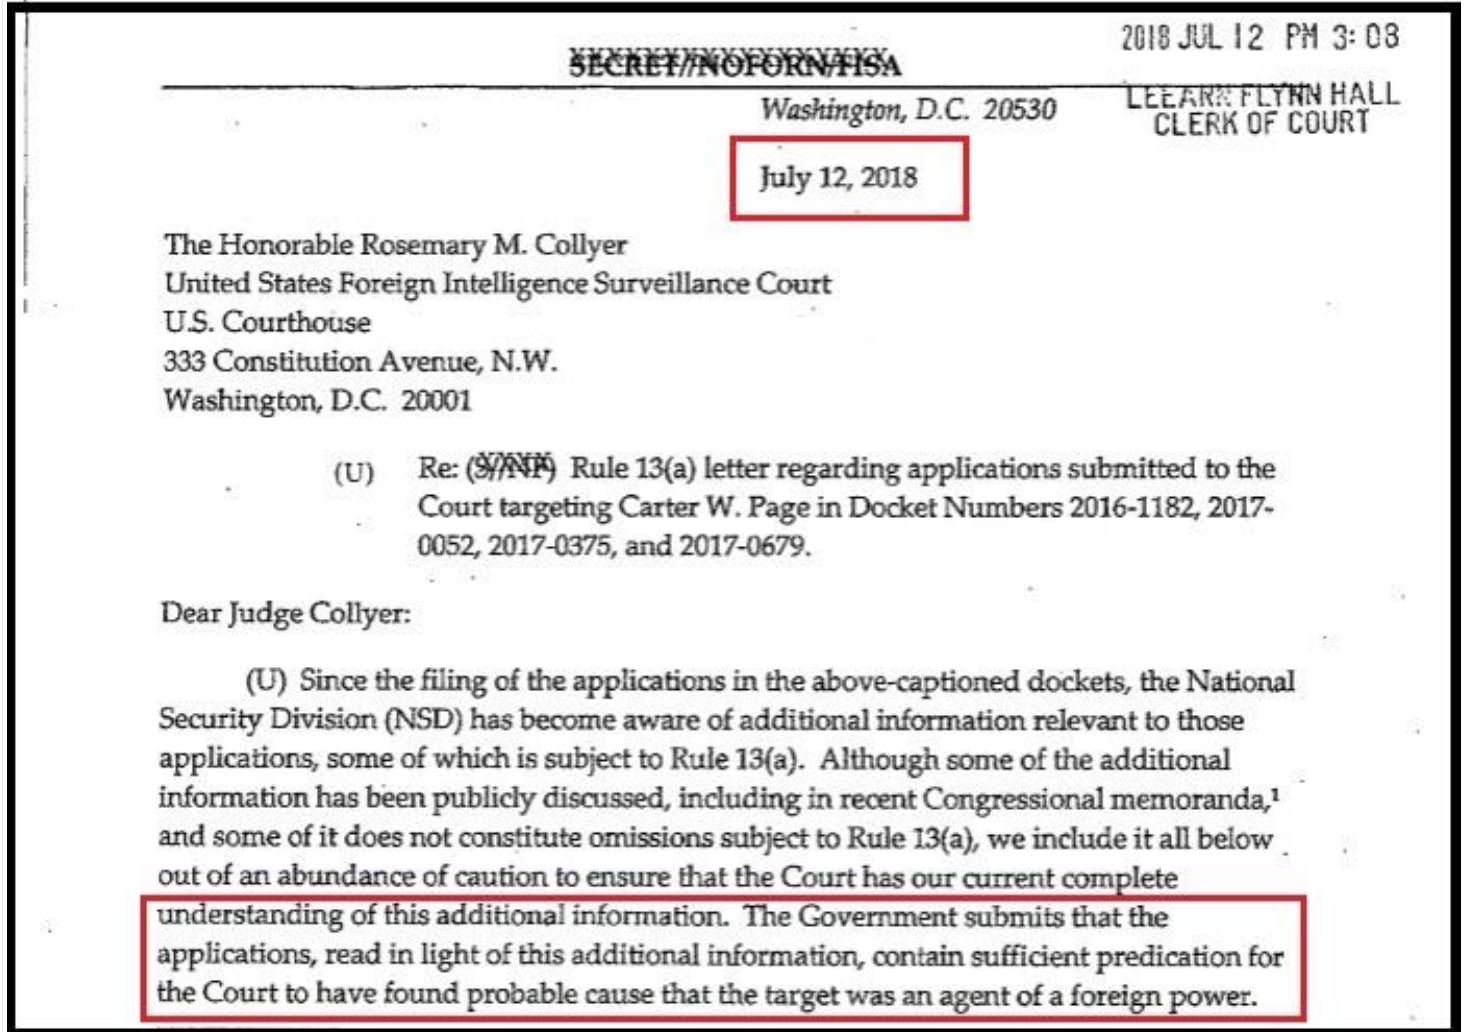 2018 JUL 12 PM 3:03
SECRET//NOFORN/FISA
LEEANN FLYNN HALL
Washington, D.C. 20530
CLERK OF COURT
July 12, 2018
The Honorable Rosemary M. Collyer
United States Foreign Intelligence Surveillance Court
U.S. Courthouse
333 Constitution Avenue, N.W.
Washington, D.C. 20001
(U) Re: (S//NF) Rule 13(a) letter regarding applications submitted to the
Court targeting Carter W. Page in Docket Numbers 2016-1182, 2017-
0052, 2017-0375, and 2017-0679.
Dear Judge Collyer:
(U) Since the filing of the applications in the above-captioned dockets, the National
Security Division (NSD) has become aware of additional information relevant to those
applications, some of which is subject to Rule 13(a). Although some of the additional
information has been publicly discussed, including in recent Congressional memoranda,¹
and some of it does not constitute omissions subject to Rule 13(a), we include it all below
out of an abundance of caution to ensure that the Court has our current complete
understanding of this additional information. The Government submits that the
applications, read in light of this additional information, contain sufficient predication for
the Court to have found probable cause that the target was an agent of a foreign power.